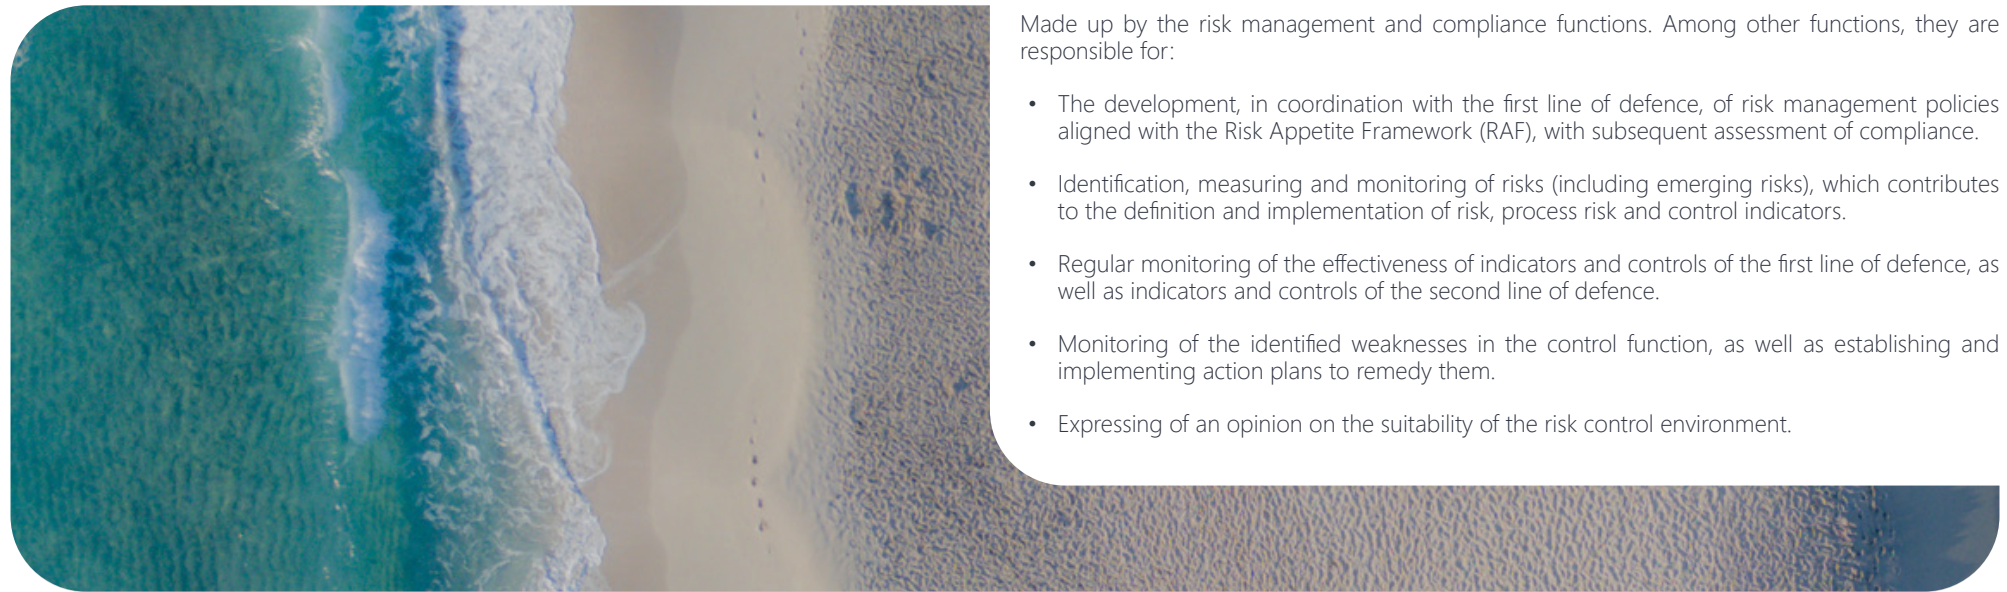 Made up by the risk management and compliance functions. Among other functions, they are
responsible for:
• The development, in coordination with the first line of defence, of risk management policies
aligned with the Risk Appetite Framework (RAF), with subsequent assessment of compliance.
• Identification, measuring and monitoring of risks (including emerging risks), which contributes
to the definition and implementation of risk, process risk and control indicators.
• Regular monitoring of the effectiveness of indicators and controls of the first line of defence, as
well as indicators and controls of the second line of defence.
• Monitoring of the identified weaknesses in the control function, as well as establishing and
implementing action plans to remedy them.
• Expressing of an opinion on the suitability of the risk control environment.